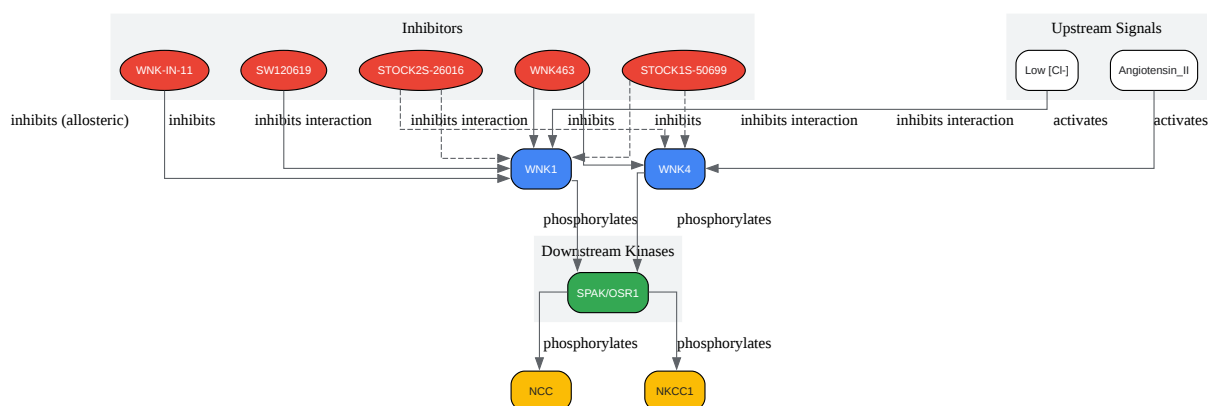 Inhibitors
Upstream Signals
WNK-IN-11
SW120619
STOCK2S-26016
WNK463
STOCK1S-50699
Low [Cl-]
Angiotensin_II
inhibits (allosteric)
inhibits
inhibits interaction
inhibits interaction
inhibits
inhibits
inhibits interaction
inhibits interaction
activates
activates
WNK1
WNK4
phosphorylates
phosphorylates
Downstream Kinases
SPAK/OSR1
phosphorylates
phosphorylates
NCC
NKCC1